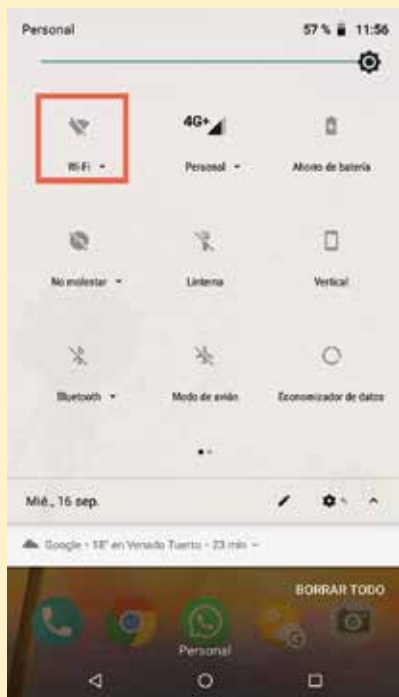 Personal 57 % 11:56
4G+
Wi-Fi Personal Ahorro de batería
No molestar Linterna Vertical
Bluetooth Modo de avión Economizador de datos
Mié., 16 sep.
Google • 18° en Venado Tuerto • 23 min
BORRAR TODO
Personal